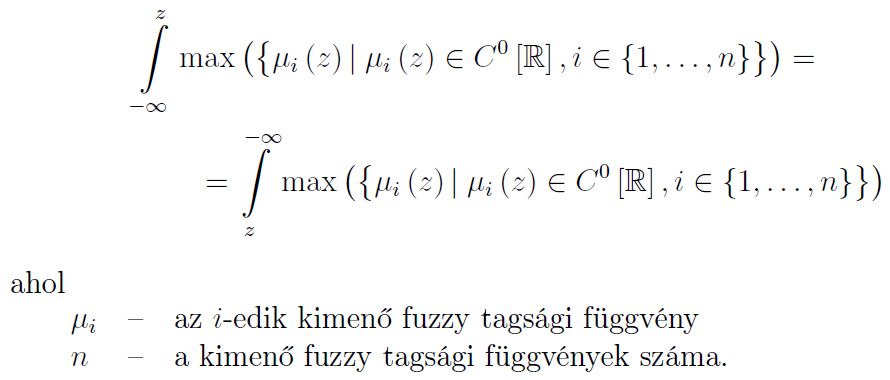 ∫_{-∞}^{z} max ({μ_i (z) | μ_i (z) ∈ C^0 [ℝ] , i ∈ {1, . . . , n}}) =
= ∫_{z}^{-∞} max ({μ_i (z) | μ_i (z) ∈ C^0 [ℝ] , i ∈ {1, . . . , n}})
ahol
μ_i – az i-edik kimenő fuzzy tagsági függvény
n – a kimenő fuzzy tagsági függvények száma.